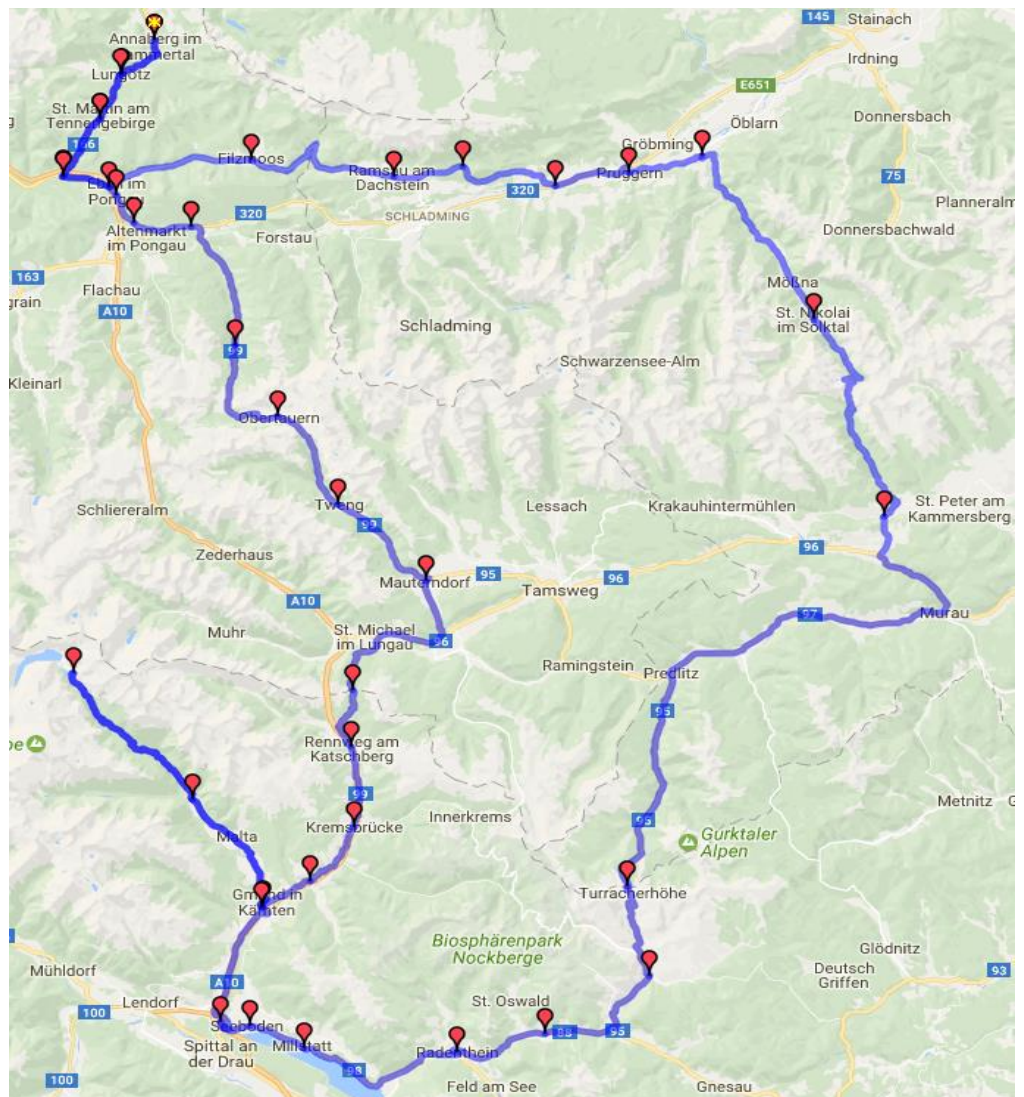 145
Stainach
Annaberg im
Lammertal
Irdning
Lungötz
E651
St. Martin am
Tennengebirge
Öblarn
Donnersbach
166
Gröbming
Filzmoos
Ramsau am
Dachstein
Pruggern
75
Eben im
Pongau
320
Planneralm
320
SCHLADMING
Altenmarkt
im Pongau
Forstau
Donnersbachwald
163
Flachau
Mößna
grain
A10
St. Nikolai
im Sölktal
Schladming
99
Schwarzensee-Alm
Kleinarl
Obertauern
Tweng
Lessach
Krakauhintermühlen
St. Peter am
Kammersberg
Schliereralm
99
Zederhaus
96
95
96
Mauterndorf
Tamsweg
A10
97
Murau
Muhr
St. Michael
im Lungau
96
Ramingstein
Predlitz
95
Rennweg am
Katschberg
99
Metnitz
G
Innerkrems
95
Kremsbrücke
Malta
Gurktaler
Alpen
Gmünd in
Kärnten
Turracherhöhe
Biosphärenpark
Nockberge
Glödnitz
Mühldorf
Deutsch
Griffen
93
A10
Lendorf
St. Oswald
100
Seeboden
88
95
Spittal an
der Drau
Millstatt
Radenthein
98
100
Feld am See
Gnesau